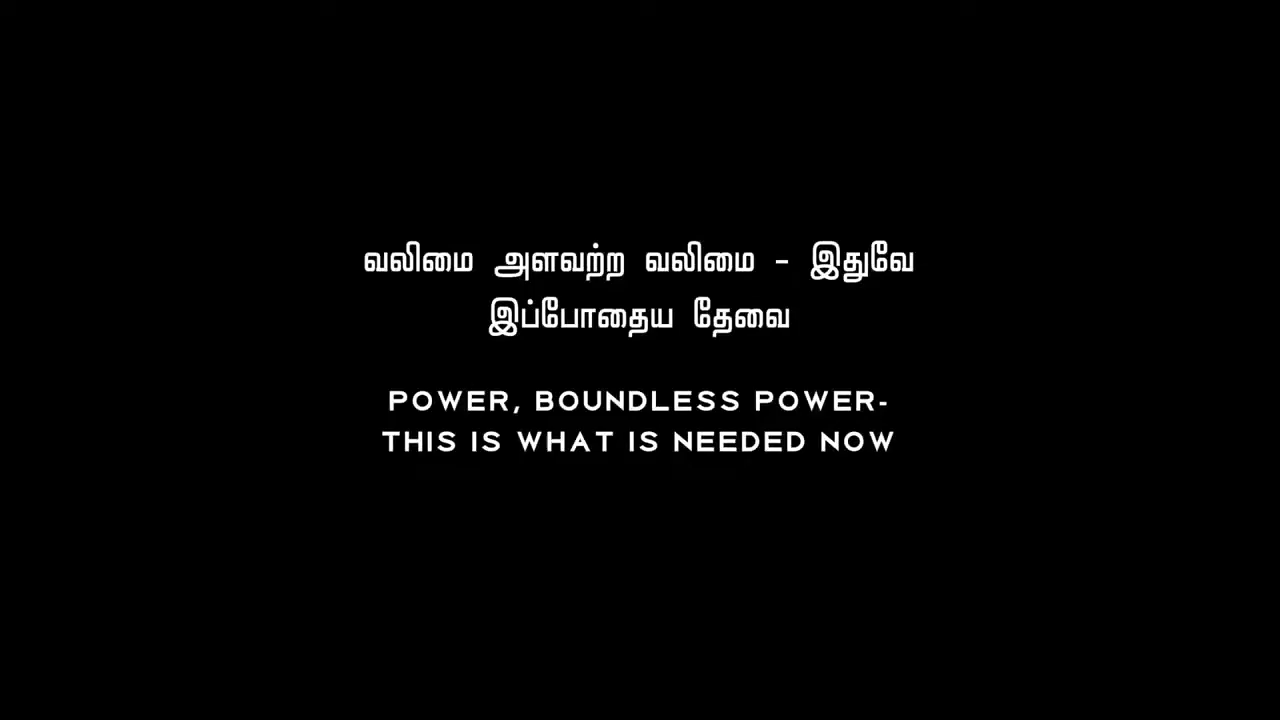 வலிமை அளவற்ற வலிமை - இதுவே
இப்போதைய தேவை
POWER, BOUNDLESS POWER-
THIS IS WHAT IS NEEDED NOW